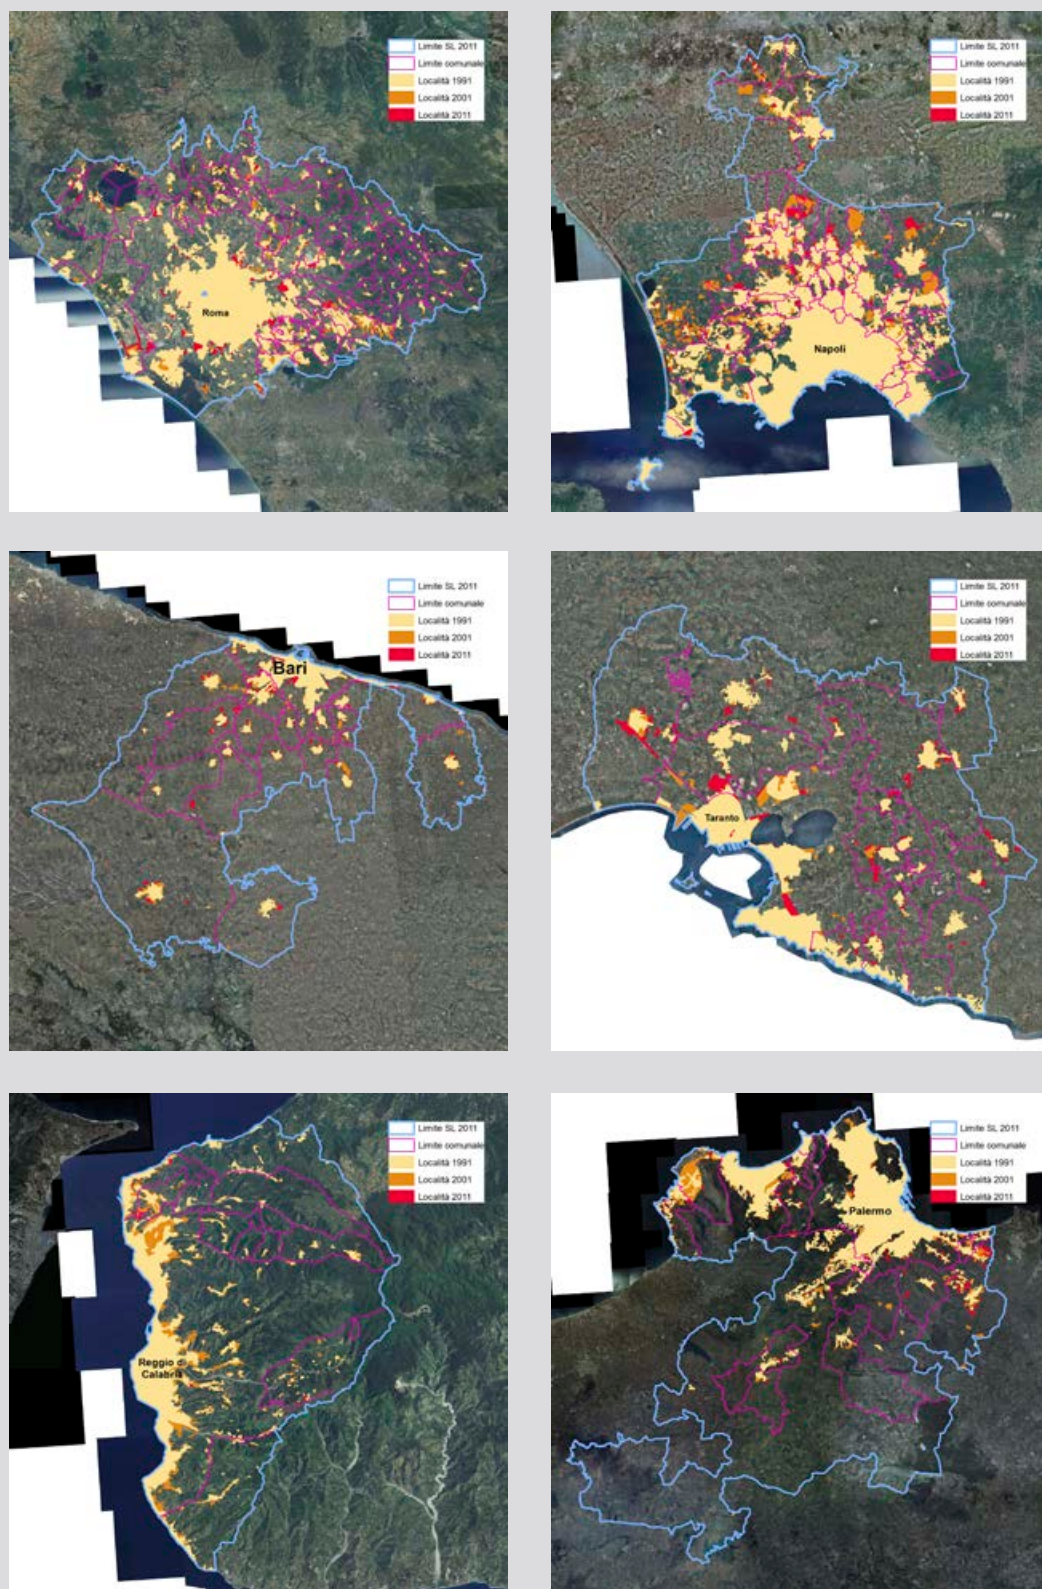 Limite SL 2011
Limite comunale
Località 1991
Località 2001
Località 2011
Roma
Limite SL 2011
Limite comunale
Località 1991
Località 2001
Località 2011
Napoli
Limite SL 2011
Limite comunale
Località 1991
Località 2001
Località 2011
Bari
Limite SL 2011
Limite comunale
Località 1991
Località 2001
Località 2011
Taranto
Limite SL 2011
Limite comunale
Località 1991
Località 2001
Località 2011
Reggio di
Calabria
Limite SL 2011
Limite comunale
Località 1991
Località 2001
Località 2011
Palermo